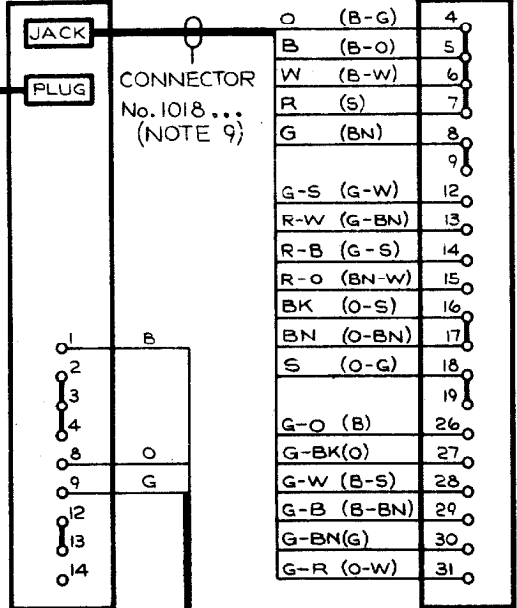 JACK
PLUG
CONNECTOR
No. 1018...
(NOTE 9)
O (B-G) 4
B (B-O) 5
W (B-W) 6
R (S) 7
G (BN) 8
9
G-S (G-W) 12
R-W (G-BN) 13
R-B (G-S) 14
R-O (BN-W) 15
BK (O-S) 16
BN (O-BN) 17
S (O-G) 18
19
G-O (B) 26
G-BK(O) 27
G-W (B-S) 28
G-B (B-BN) 29
G-BN(G) 30
G-R (O-W) 31
1 B
2
3
4
8 O
9 G
12
13
14